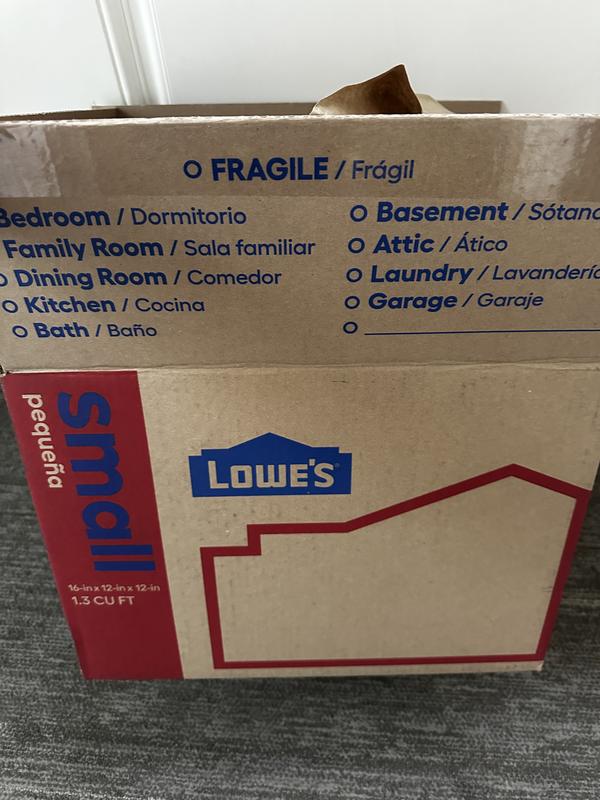 FRAGILE / Frágil
Bedroom / Dormitorio
Family Room / Sala familiar
Dining Room / Comedor
Kitchen / Cocina
Bath / Baño
Basement / Sótano
Attic / Ático
Laundry / Lavandería
Garage / Garaje
small
pequeña
16-in x 12-in x 12-in
1.3 CU FT
LOWE'S